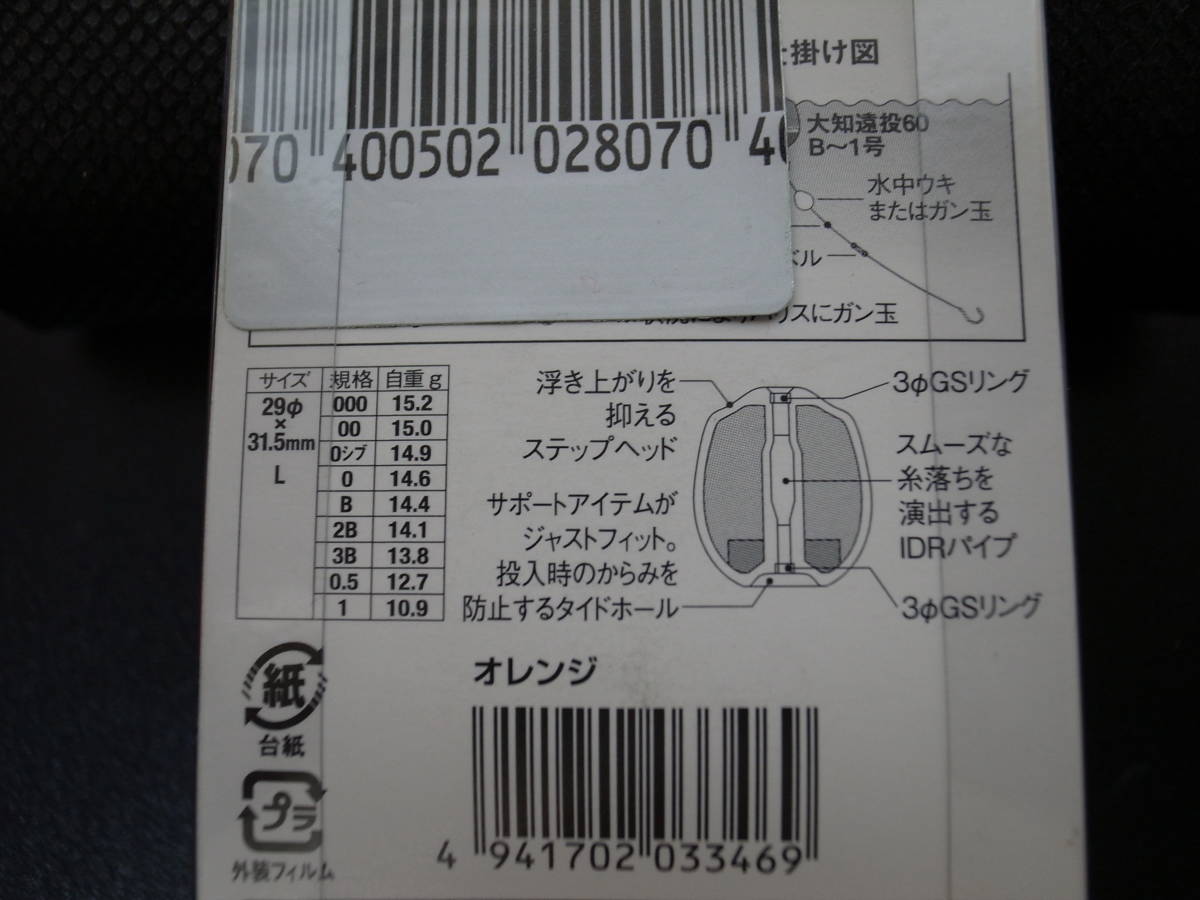 070 400502 028070 40
掛け図
大知遠投60
B〜1号
水中ウキ
またはガン玉
ベル
スにガン玉
サイズ 規格 自重g
29φ×31.5mm L
000 15.2
00 15.0
0シブ 14.9
0 14.6
B 14.4
2B 14.1
3B 13.8
0.5 12.7
1 10.9
浮き上がりを
抑える
ステップヘッド
サポートアイテムが
ジャストフィット。
投入時のからみを
防止するタイドホール
3φGSリング
スムーズな
糸落ちを
演出する
IDRパイプ
3φGSリング
紙
台紙
プラ
外装フィルム
オレンジ
4 941702 033469